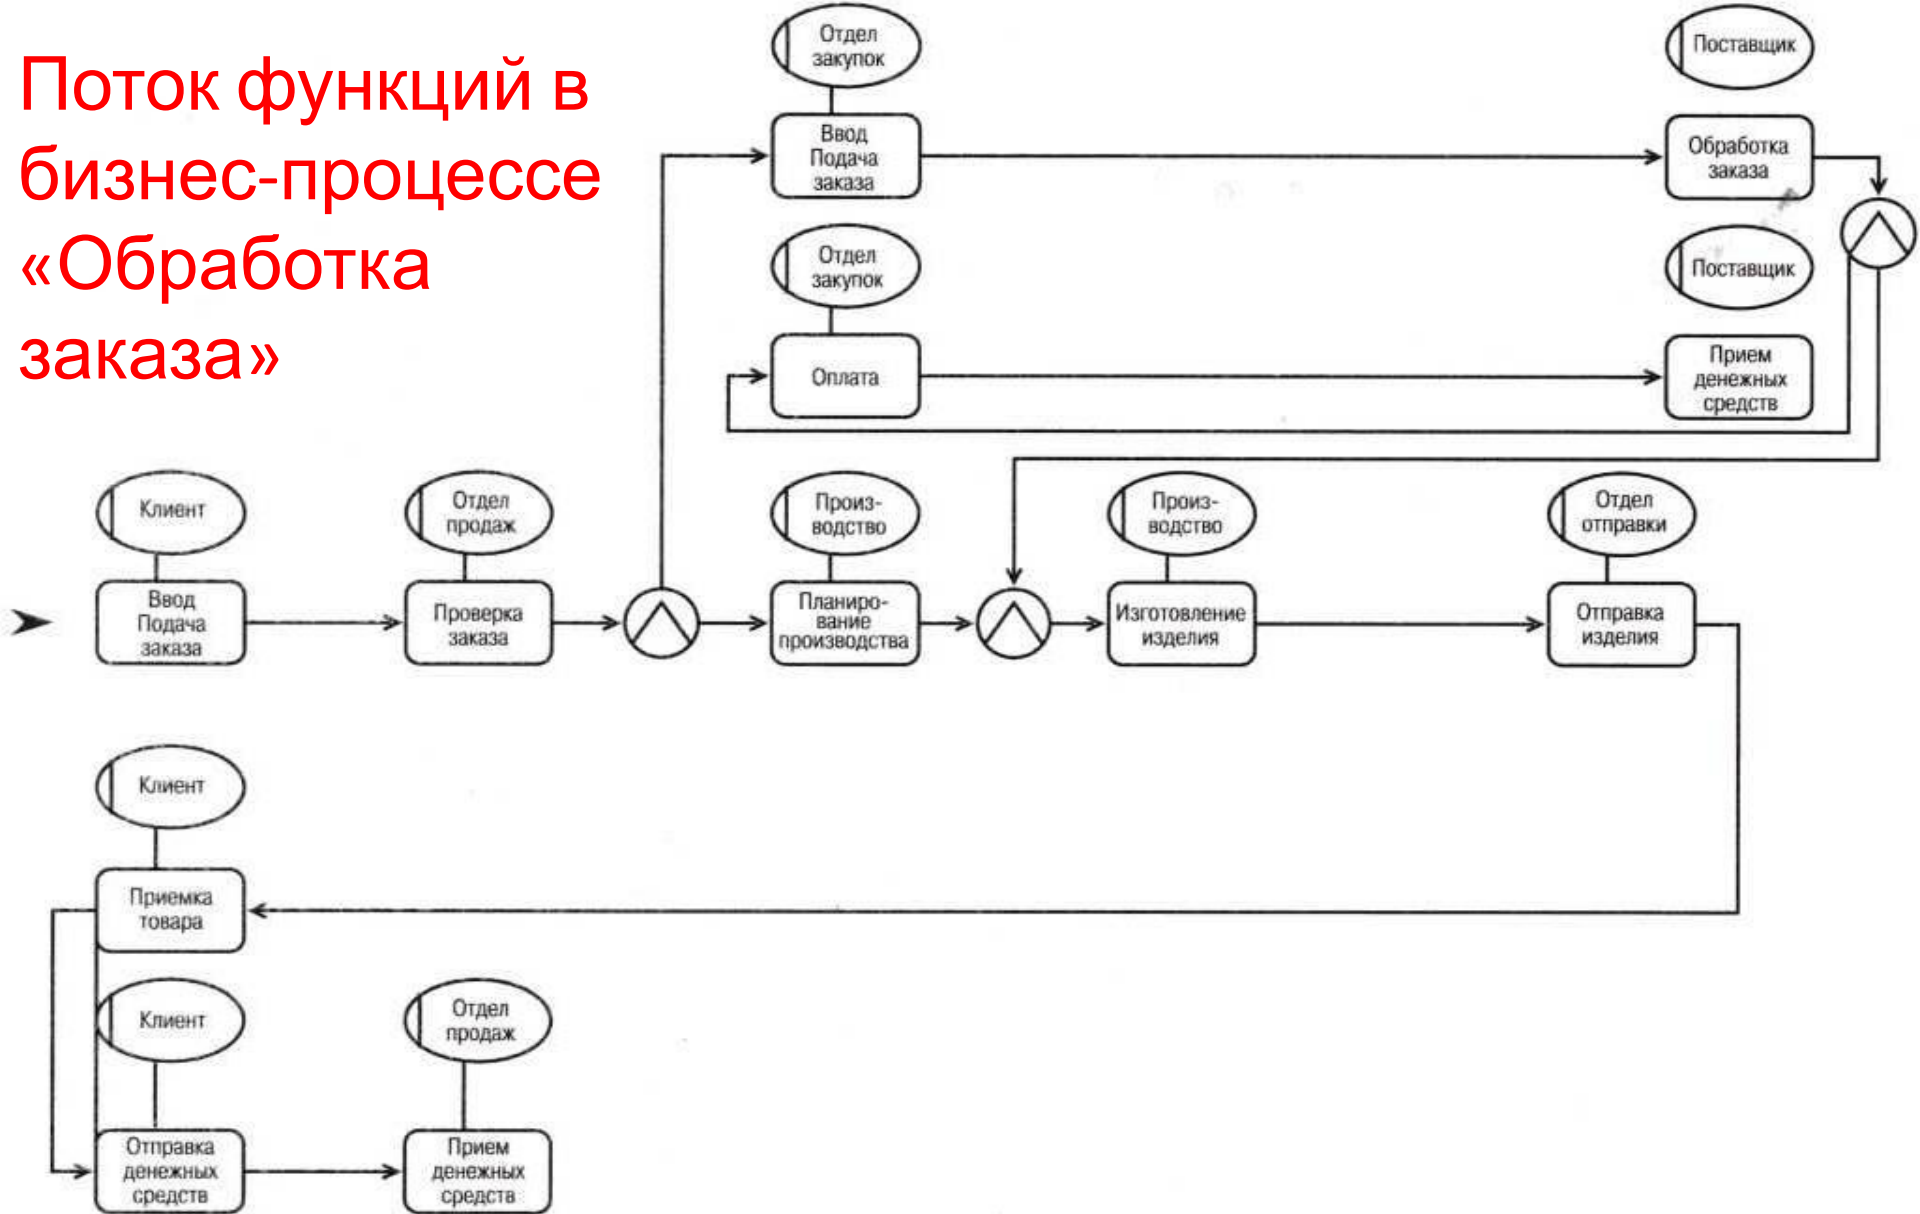 Поток функций в
бизнес-процессе
«Обработка
заказа»
Отдел
закупок
Поставщик
Ввод
Подача
заказа
Обработка
заказа
Отдел
закупок
Поставщик
Оплата
Прием
денежных
средств
Клиент
Отдел
продаж
Произ-
водство
Произ-
водство
Отдел
отправки
Ввод
Подача
заказа
Проверка
заказа
Планиро-
вание
производства
Изготовление
изделия
Отправка
изделия
Клиент
Приемка
товара
Клиент
Отдел
продаж
Отправка
денежных
средств
Прием
денежных
средств